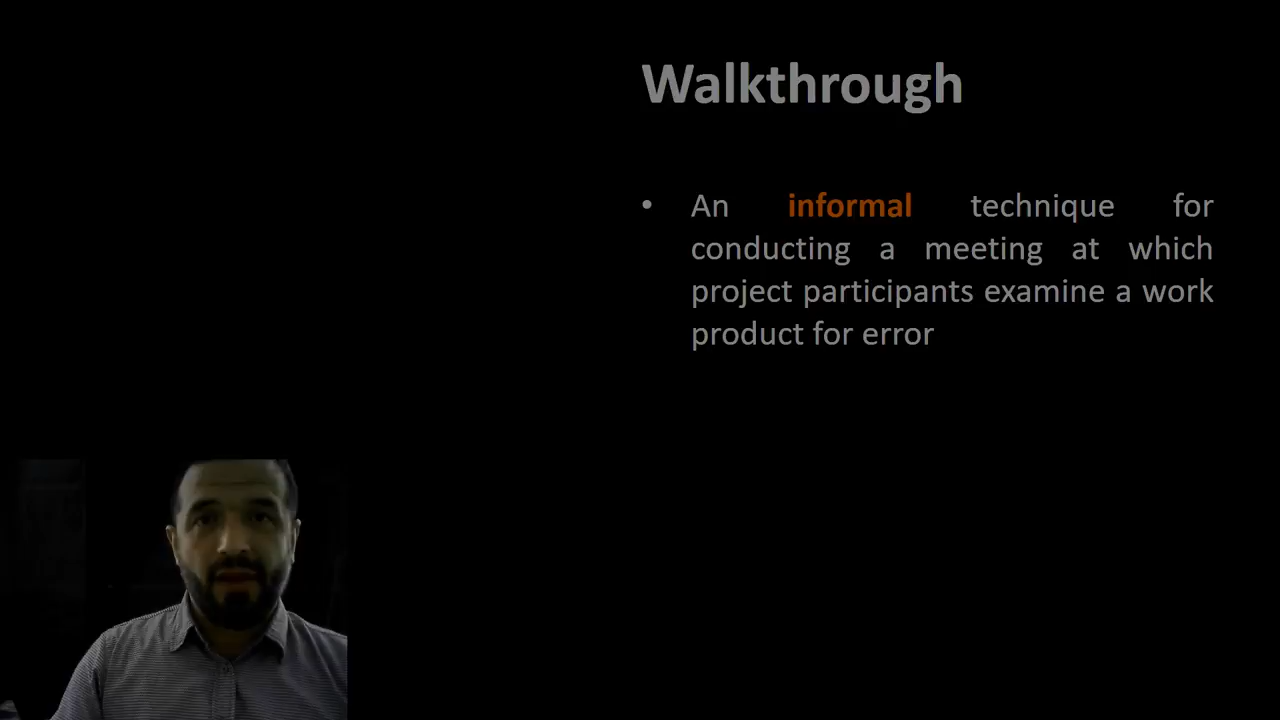 Walkthrough
• An informal technique for
conducting a meeting at which
project participants examine a work
product for error